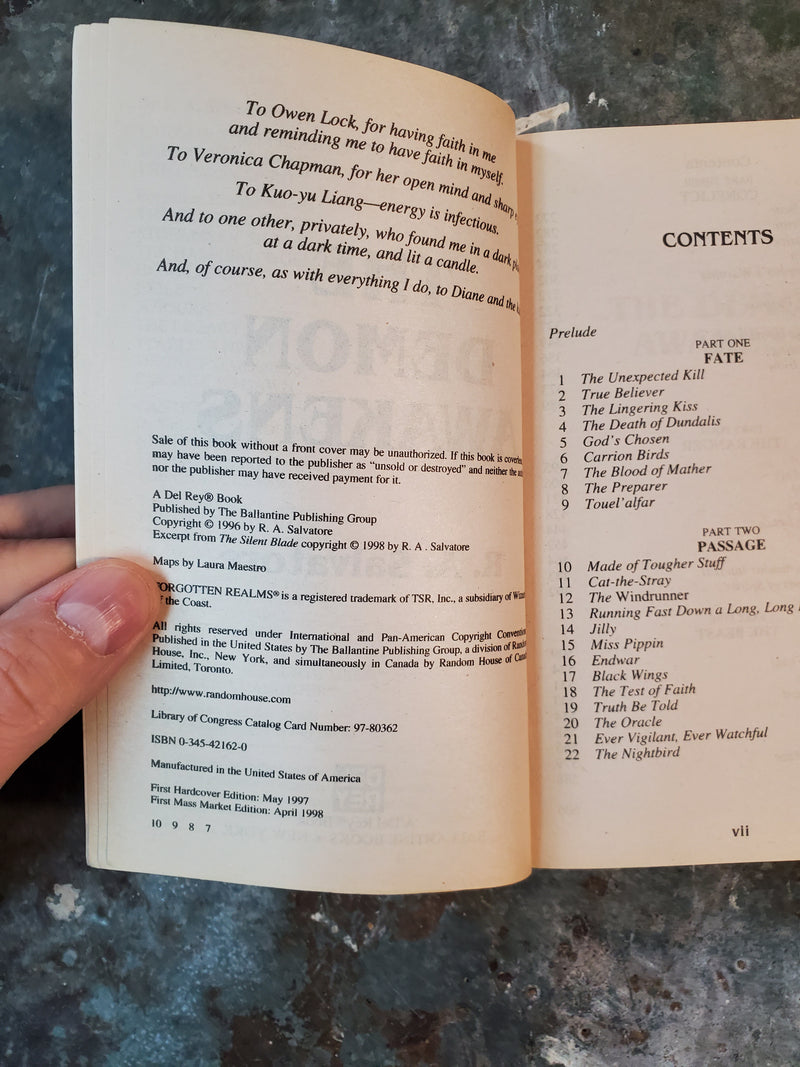 To Owen Lock, for having faith in me
and reminding me to have faith in myself.
To Veronica Chapman, for her open mind and sharp
To Kuo-yu Liang—energy is infectious.
And to one other, privately, who found me in a dark
at a dark time, and lit a candle.
And, of course, as with everything I do, to Diane and the
Sale of this book without a front cover may be unauthorized. If this book is coverless,
may have been reported to the publisher as “unsold or destroyed” and neither the
nor the publisher may have received payment for it.
A Del Rey® Book
Published by The Ballantine Publishing Group
Copyright © 1996 by R. A. Salvatore
Excerpt from The Silent Blade copyright © 1998 by R. A . Salvatore
Maps by Laura Maestro
FORGOTTEN REALMS® is a registered trademark of TSR, Inc., a subsidiary of
the Coast.
All rights reserved under International and Pan-American Copyright
Published in the United States by The Ballantine Publishing Group, a division of
House, Inc., New York, and simultaneously in Canada by Random House of
Limited, Toronto.
http://www.randomhouse.com
Library of Congress Catalog Card Number: 97-80362
ISBN 0-345-42162-0
Manufactured in the United States of America
First Hardcover Edition: May 1997
First Mass Market Edition: April 1998
10 9 8 7
CONTENTS
Prelude
PART ONE
FATE
1 The Unexpected Kill
2 True Believer
3 The Lingering Kiss
4 The Death of Dundalis
5 God's Chosen
6 Carrion Birds
7 The Blood of Mather
8 The Preparer
9 Touel'alfar
PART TWO
PASSAGE
10 Made of Tougher Stuff
11 Cat-the-Stray
12 The Windrunner
13 Running Fast Down a Long, Long
14 Jilly
15 Miss Pippin
16 Endwar
17 Black Wings
18 The Test of Faith
19 Truth Be Told
20 The Oracle
21 Ever Vigilant, Ever Watchful
22 The Nightbird
vii